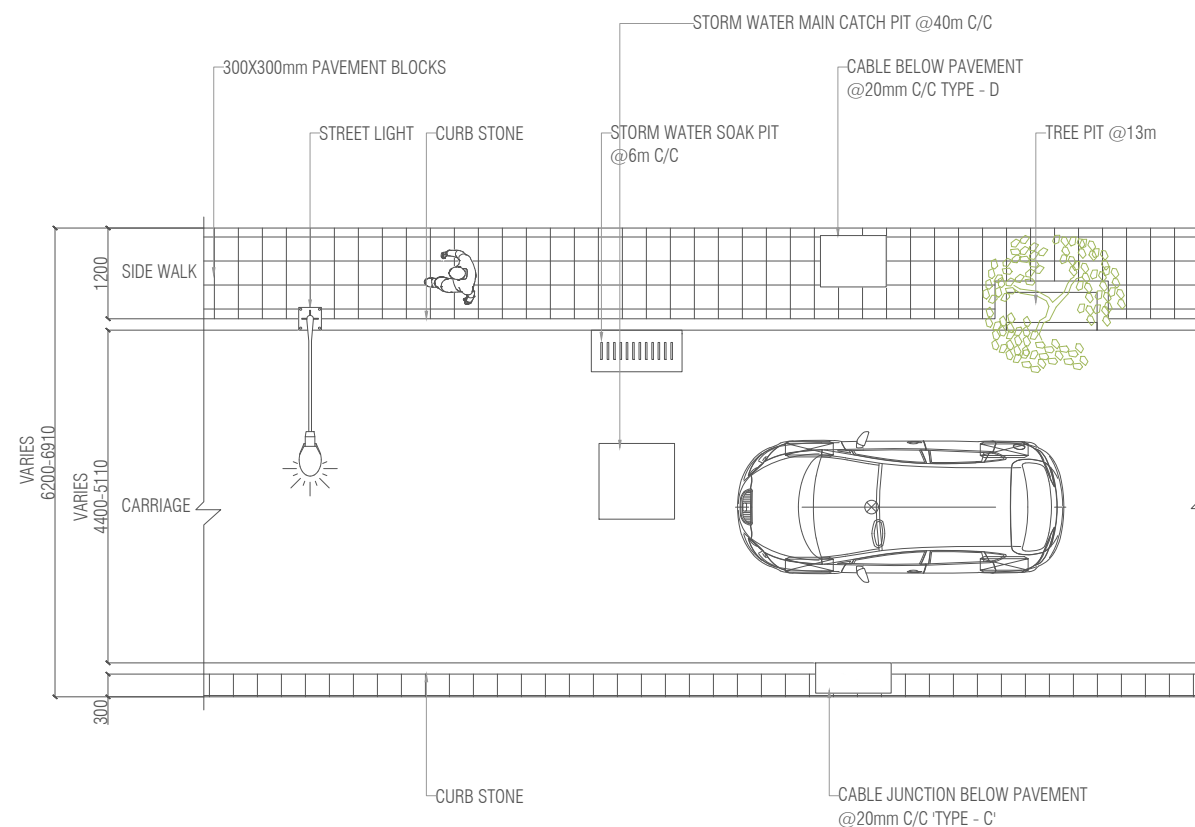 STORM WATER MAIN CATCH PIT @40m C/C
300X300mm PAVEMENT BLOCKS
CABLE BELOW PAVEMENT
@20mm C/C TYPE - D
STREET LIGHT
CURB STONE
STORM WATER SOAK PIT
@6m C/C
TREE PIT @13m
1200
SIDE WALK
VARIES
6200-6910
VARIES
4400-5110
CARRIAGE
300
CURB STONE
CABLE JUNCTION BELOW PAVEMENT
@20mm C/C 'TYPE - C'